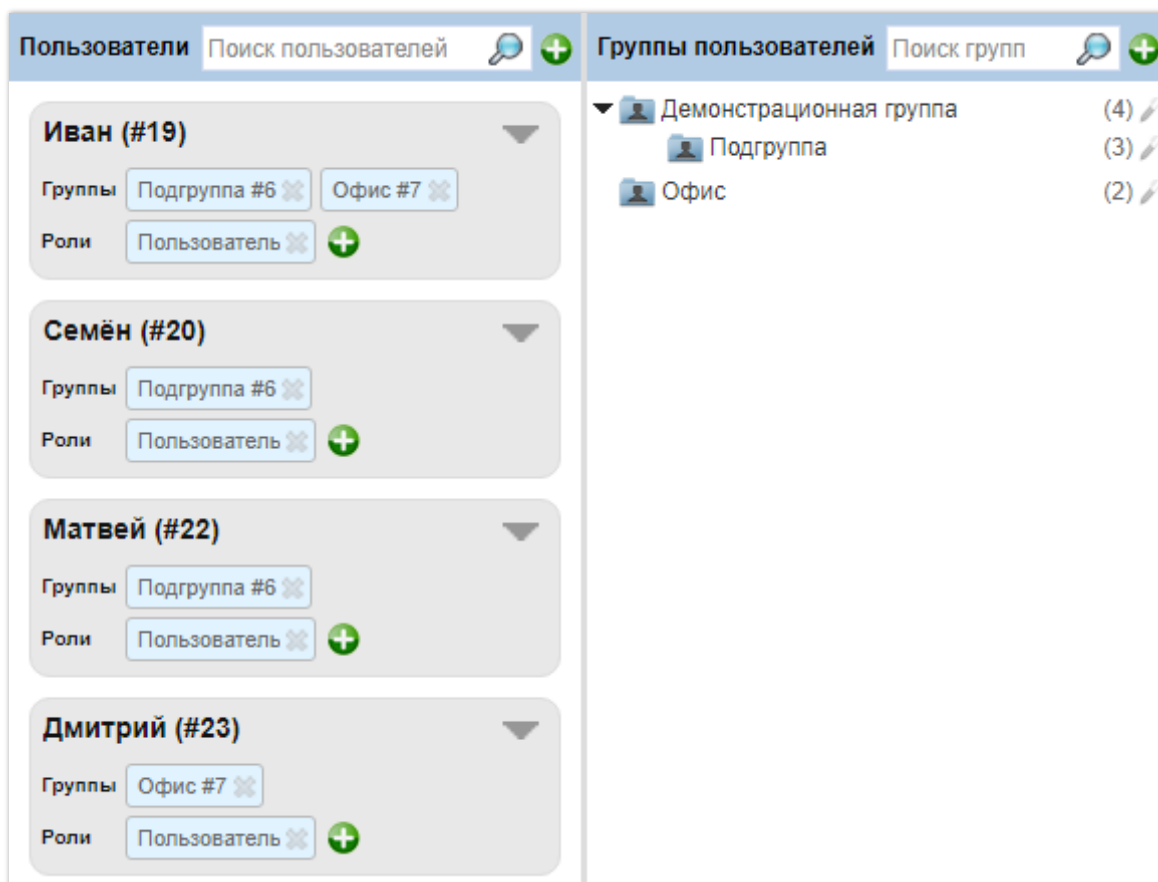 Пользователи Поиск пользователей
Иван (#19)
Группы Подгруппа #6 Офис #7
Роли Пользователь
Семён (#20)
Группы Подгруппа #6
Роли Пользователь
Матвей (#22)
Группы Подгруппа #6
Роли Пользователь
Дмитрий (#23)
Группы Офис #7
Роли Пользователь
Группы пользователей Поиск групп
Демонстрационная группа (4)
Подгруппа (3)
Офис (2)